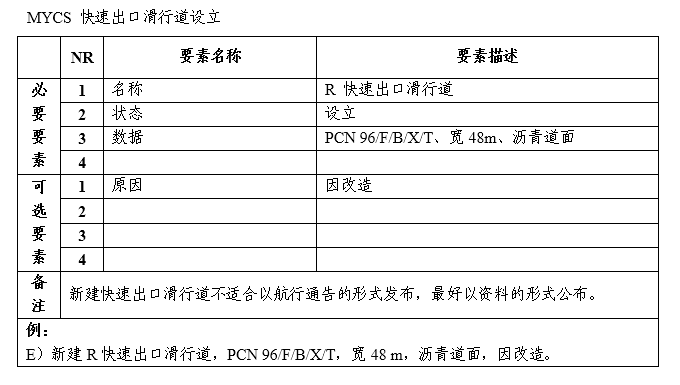 MYCS 快速出口滑行道设立
NR 要素名称 要素描述
必要要素
1 名称 R 快速出口滑行道
2 状态 设立
3 数据 PCN 96/F/B/X/T、宽 48m、沥青道面
4
可选要素
1 原因 因改造
2
3
4
备注 新建快速出口滑行道不适合以航行通告的形式发布，最好以资料的形式公布。
例：
E）新建 R 快速出口滑行道，PCN 96/F/B/X/T，宽 48 m，沥青道面，因改造。